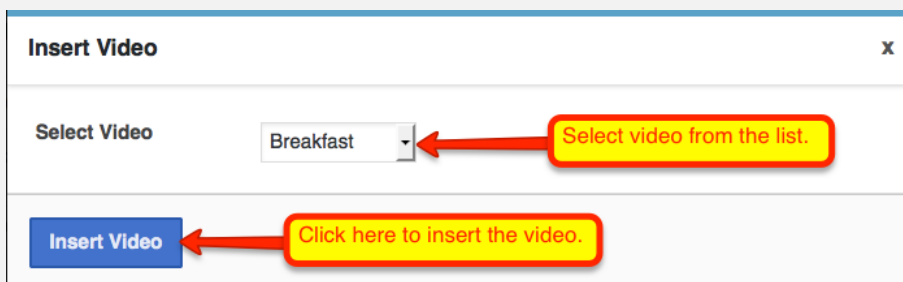 Insert Video x
Select Video Breakfast Select video from the list.
Insert Video Click here to insert the video.